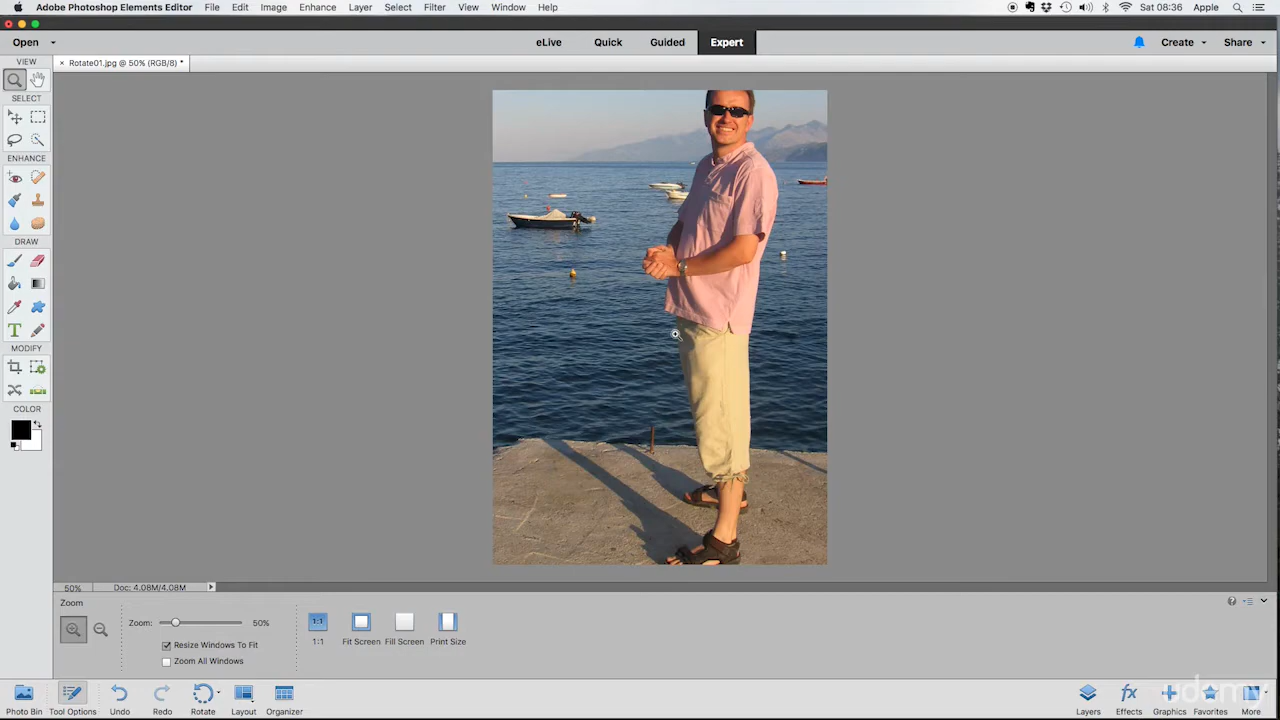 Adobe Photoshop Elements Editor File Edit Image Enhance Layer Select Filter View Window Help Sat 08:36 Apple
Open eLive Quick Guided Expert Create Share
VIEW × Rotate01.jpg @ 50% (RGB/8) *
SELECT
ENHANCE
DRAW
T
MODIFY
COLOR
50% Doc: 4.08M/4.08M
Zoom
Zoom: 50% 1:1
1:1 Fit Screen Fill Screen Print Size
Resize Windows To Fit
Zoom All Windows
Photo Bin Tool Options Undo Redo Rotate Layout Organizer Layers Effects Graphics Favorites More
fx
udemy